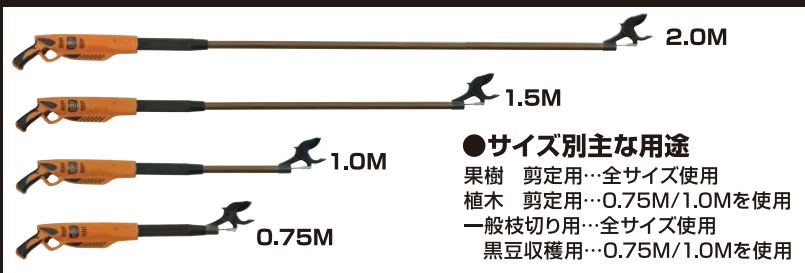 2.0M
1.5M
1.0M
0.75M
●サイズ別主な用途
果樹　剪定用…全サイズ使用
植木　剪定用…0.75M/1.0Mを使用
一般枝切り用…全サイズ使用
黒豆収穫用…0.75M/1.0Mを使用